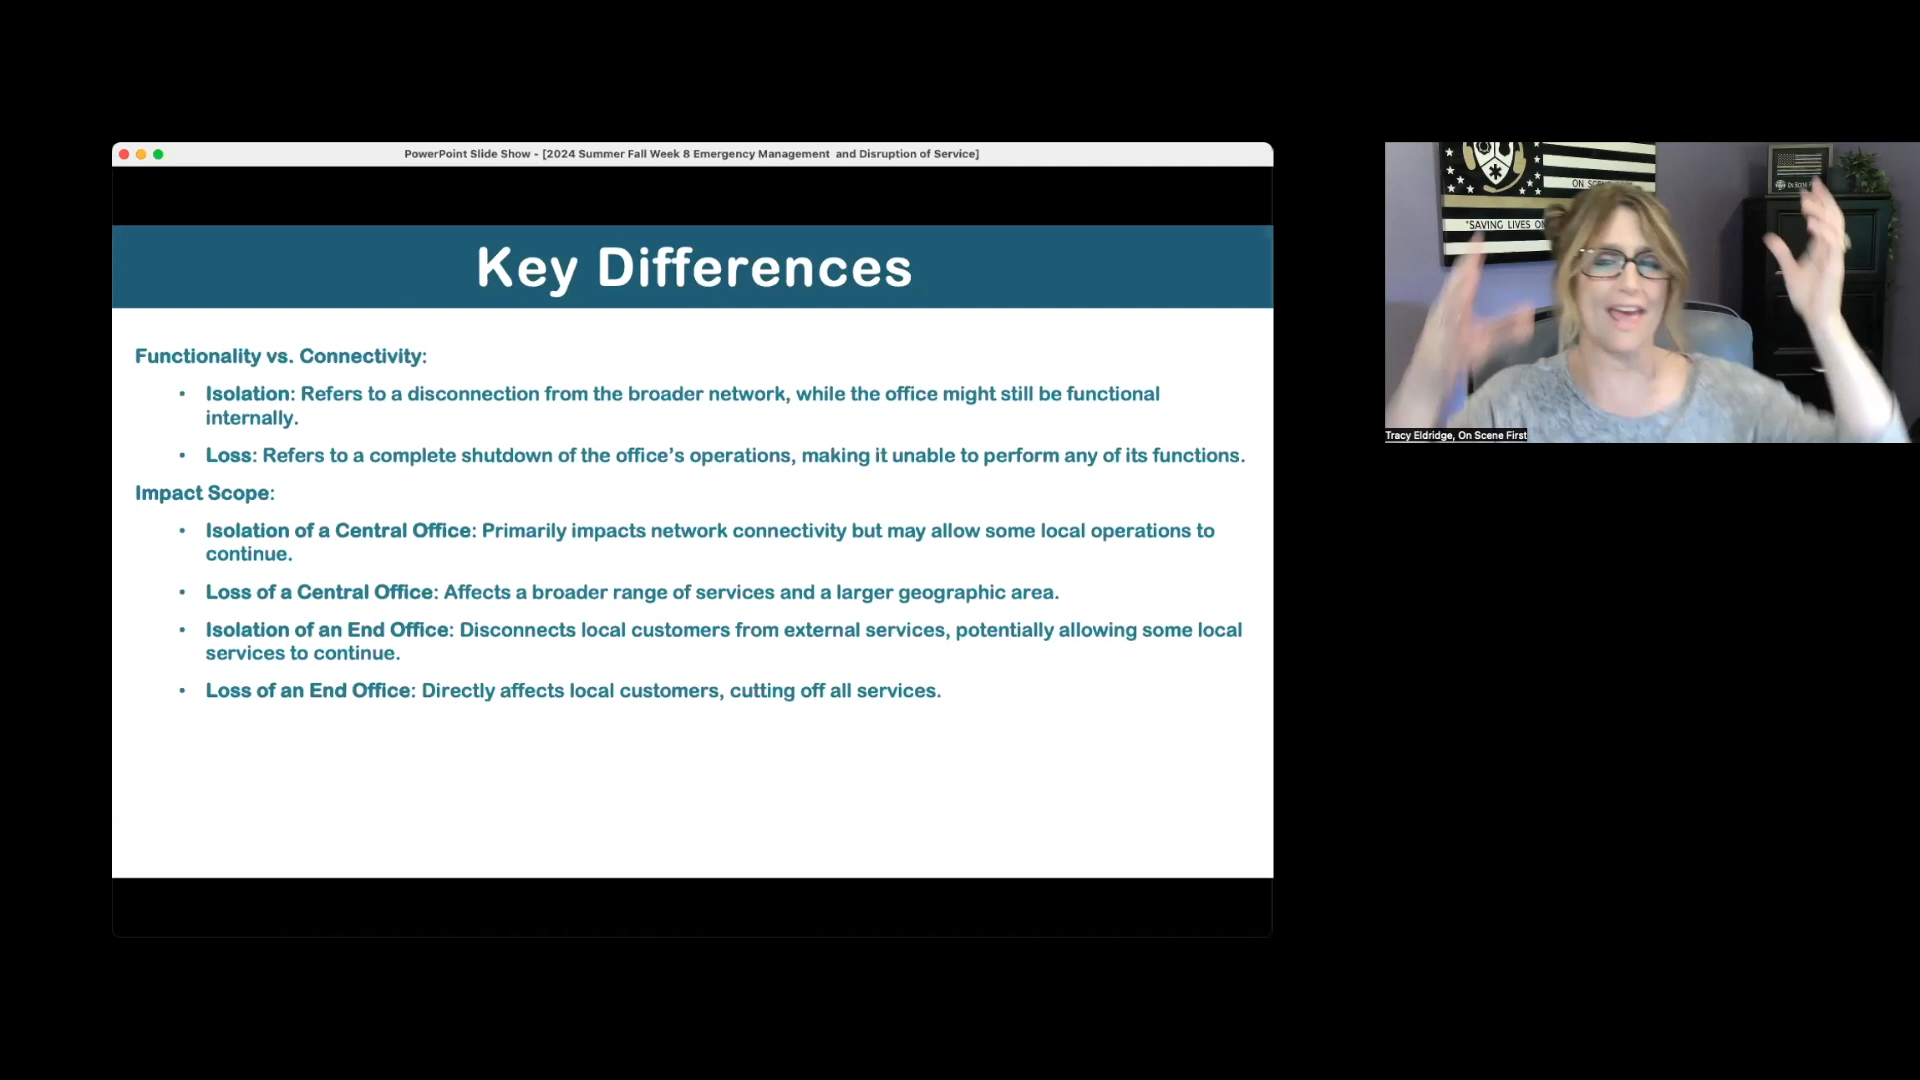 PowerPoint Slide Show - [2024 Summer Fall Week 8 Emergency Management and Disruption of Service]
Key Differences
Functionality vs. Connectivity:
• Isolation: Refers to a disconnection from the broader network, while the office might still be functional
internally.
• Loss: Refers to a complete shutdown of the office's operations, making it unable to perform any of its functions.
Impact Scope:
• Isolation of a Central Office: Primarily impacts network connectivity but may allow some local operations to
continue.
• Loss of a Central Office: Affects a broader range of services and a larger geographic area.
• Isolation of an End Office: Disconnects local customers from external services, potentially allowing some local
services to continue.
• Loss of an End Office: Directly affects local customers, cutting off all services.
"SAVING LIVES
Tracy Eldridge, On Scene First